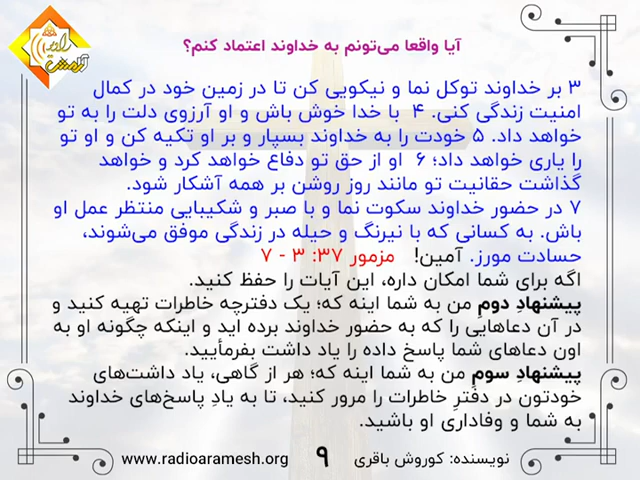 آیا واقعا می‌تونم به خداوند اعتماد کنم؟
رادیو
آرامش
۳ بر خداوند توکل نما و نیکویی کن تا در زمین خود در کمال
امنیت زندگی کنی. ۴ با خدا خوش باش و او آرزوی دلت را به تو
خواهد داد. ۵ خودت را به خداوند بسپار و بر او تکیه کن و او تو
را یاری خواهد داد؛ ۶ او از حق تو دفاع خواهد کرد و خواهد
گذاشت حقانیت تو مانند روز روشن بر همه آشکار شود.
۷ در حضور خداوند سکوت نما و با صبر و شکیبایی منتظر عمل او
باش. به کسانی که با نیرنگ و حیله در زندگی موفق می‌شوند،
حسادت مورز. آمین! مزمور ۳۷: ۳ - ۷
اگه برای شما امکان داره، این آیات را حفظ کنید.
پیشنهادِ دومِ من به شما اینه که؛ یک دفترچه خاطرات تهیه کنید و
در آن دعاهایی را که به حضور خداوند برده اید و اینکه چگونه او به
اون دعاهای شما پاسخ داده را یاد داشت بفرمأیید.
پیشنهادِ سومِ من به شما اینه که؛ هر از گاهی، یاد داشت‌های
خودتون در دفترِ خاطرات را مرور کنید، تا به یادِ پاسخ‌های خداوند
به شما و وفاداری او باشید.
نویسنده: کوروش باقری ۹ www.radioaramesh.org